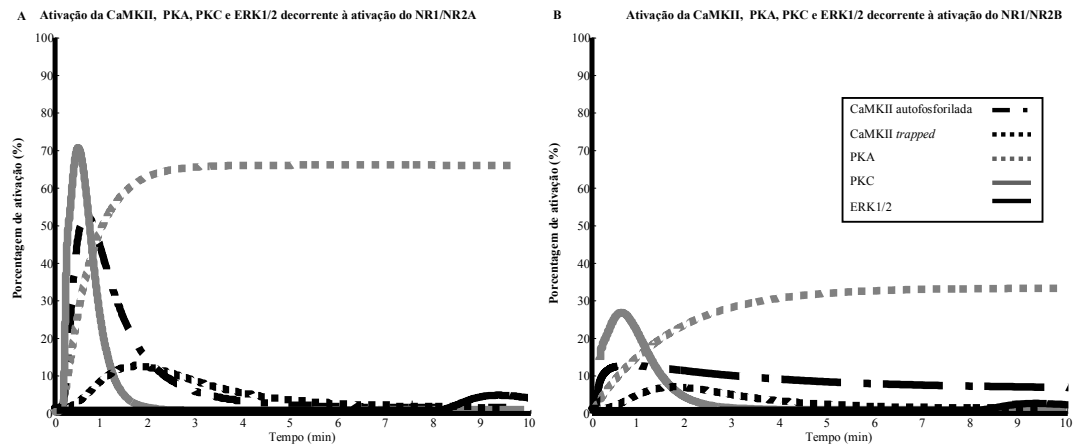 A Ativação da CaMKII, PKA, PKC e ERK1/2 decorrente à ativação do NR1/NR2A
Porcentagem de ativação (%)
100
90
80
70
60
50
40
30
20
10
0
0 1 2 3 4 5 6 7 8 9 10
Tempo (min)
B Ativação da CaMKII, PKA, PKC e ERK1/2 decorrente à ativação do NR1/NR2B
Porcentagem de ativação (%)
100
90
80
70
60
50
40
30
20
10
0
CaMKII autofosforilada
CaMKII trapped
PKA
PKC
ERK1/2
0 1 2 3 4 5 6 7 8 9 10
Tempo (min)